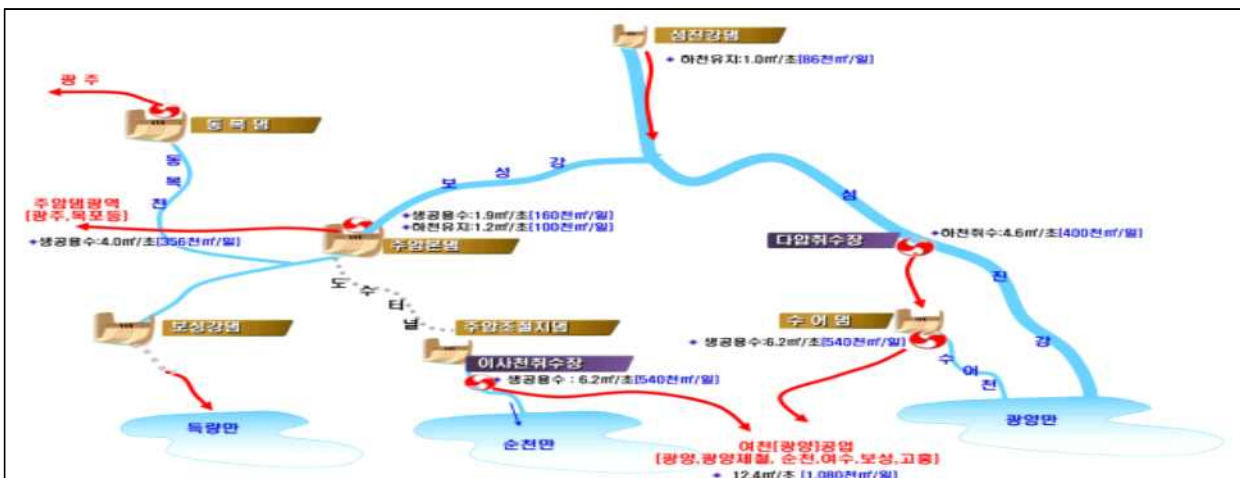 섬진강댐
하천유지:1.0㎥/초[86천㎥/일]
광 주
동 복 댐
동 복 천
보 성 강
섬 진 강
주암댐광역
[광주,목포등]
생공용수:4.0㎥/초[356천㎥/일]
생공용수:1.9㎥/초[160천㎥/일]
하천유지:1.2㎥/초[100천㎥/일]
주암본댐
다압취수장
하천취수:4.6㎥/초[400천㎥/일]
도 수 터 널
보성강댐
주암조절지댐
수 어 댐
이사천취수장
생공용수:6.2㎥/초[540천㎥/일]
생공용수 : 6.2㎥/초[540천㎥/일]
수 어 천
득량만
순천만
광양만
여천[광양]공업
[광양,광양제철, 순천,여수,보성,고흥]
12.4㎥/초 [1,080천㎥/일]